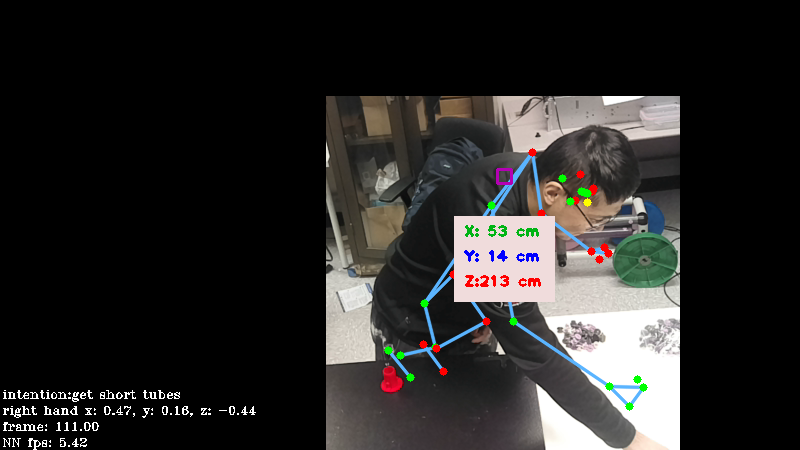 X: 53 cm
Y: 14 cm
Z:213 cm
intention:get short tubes
right hand x: 0.47, y: 0.16, z: −0.44
frame: 111.00
NN fps: 5.42